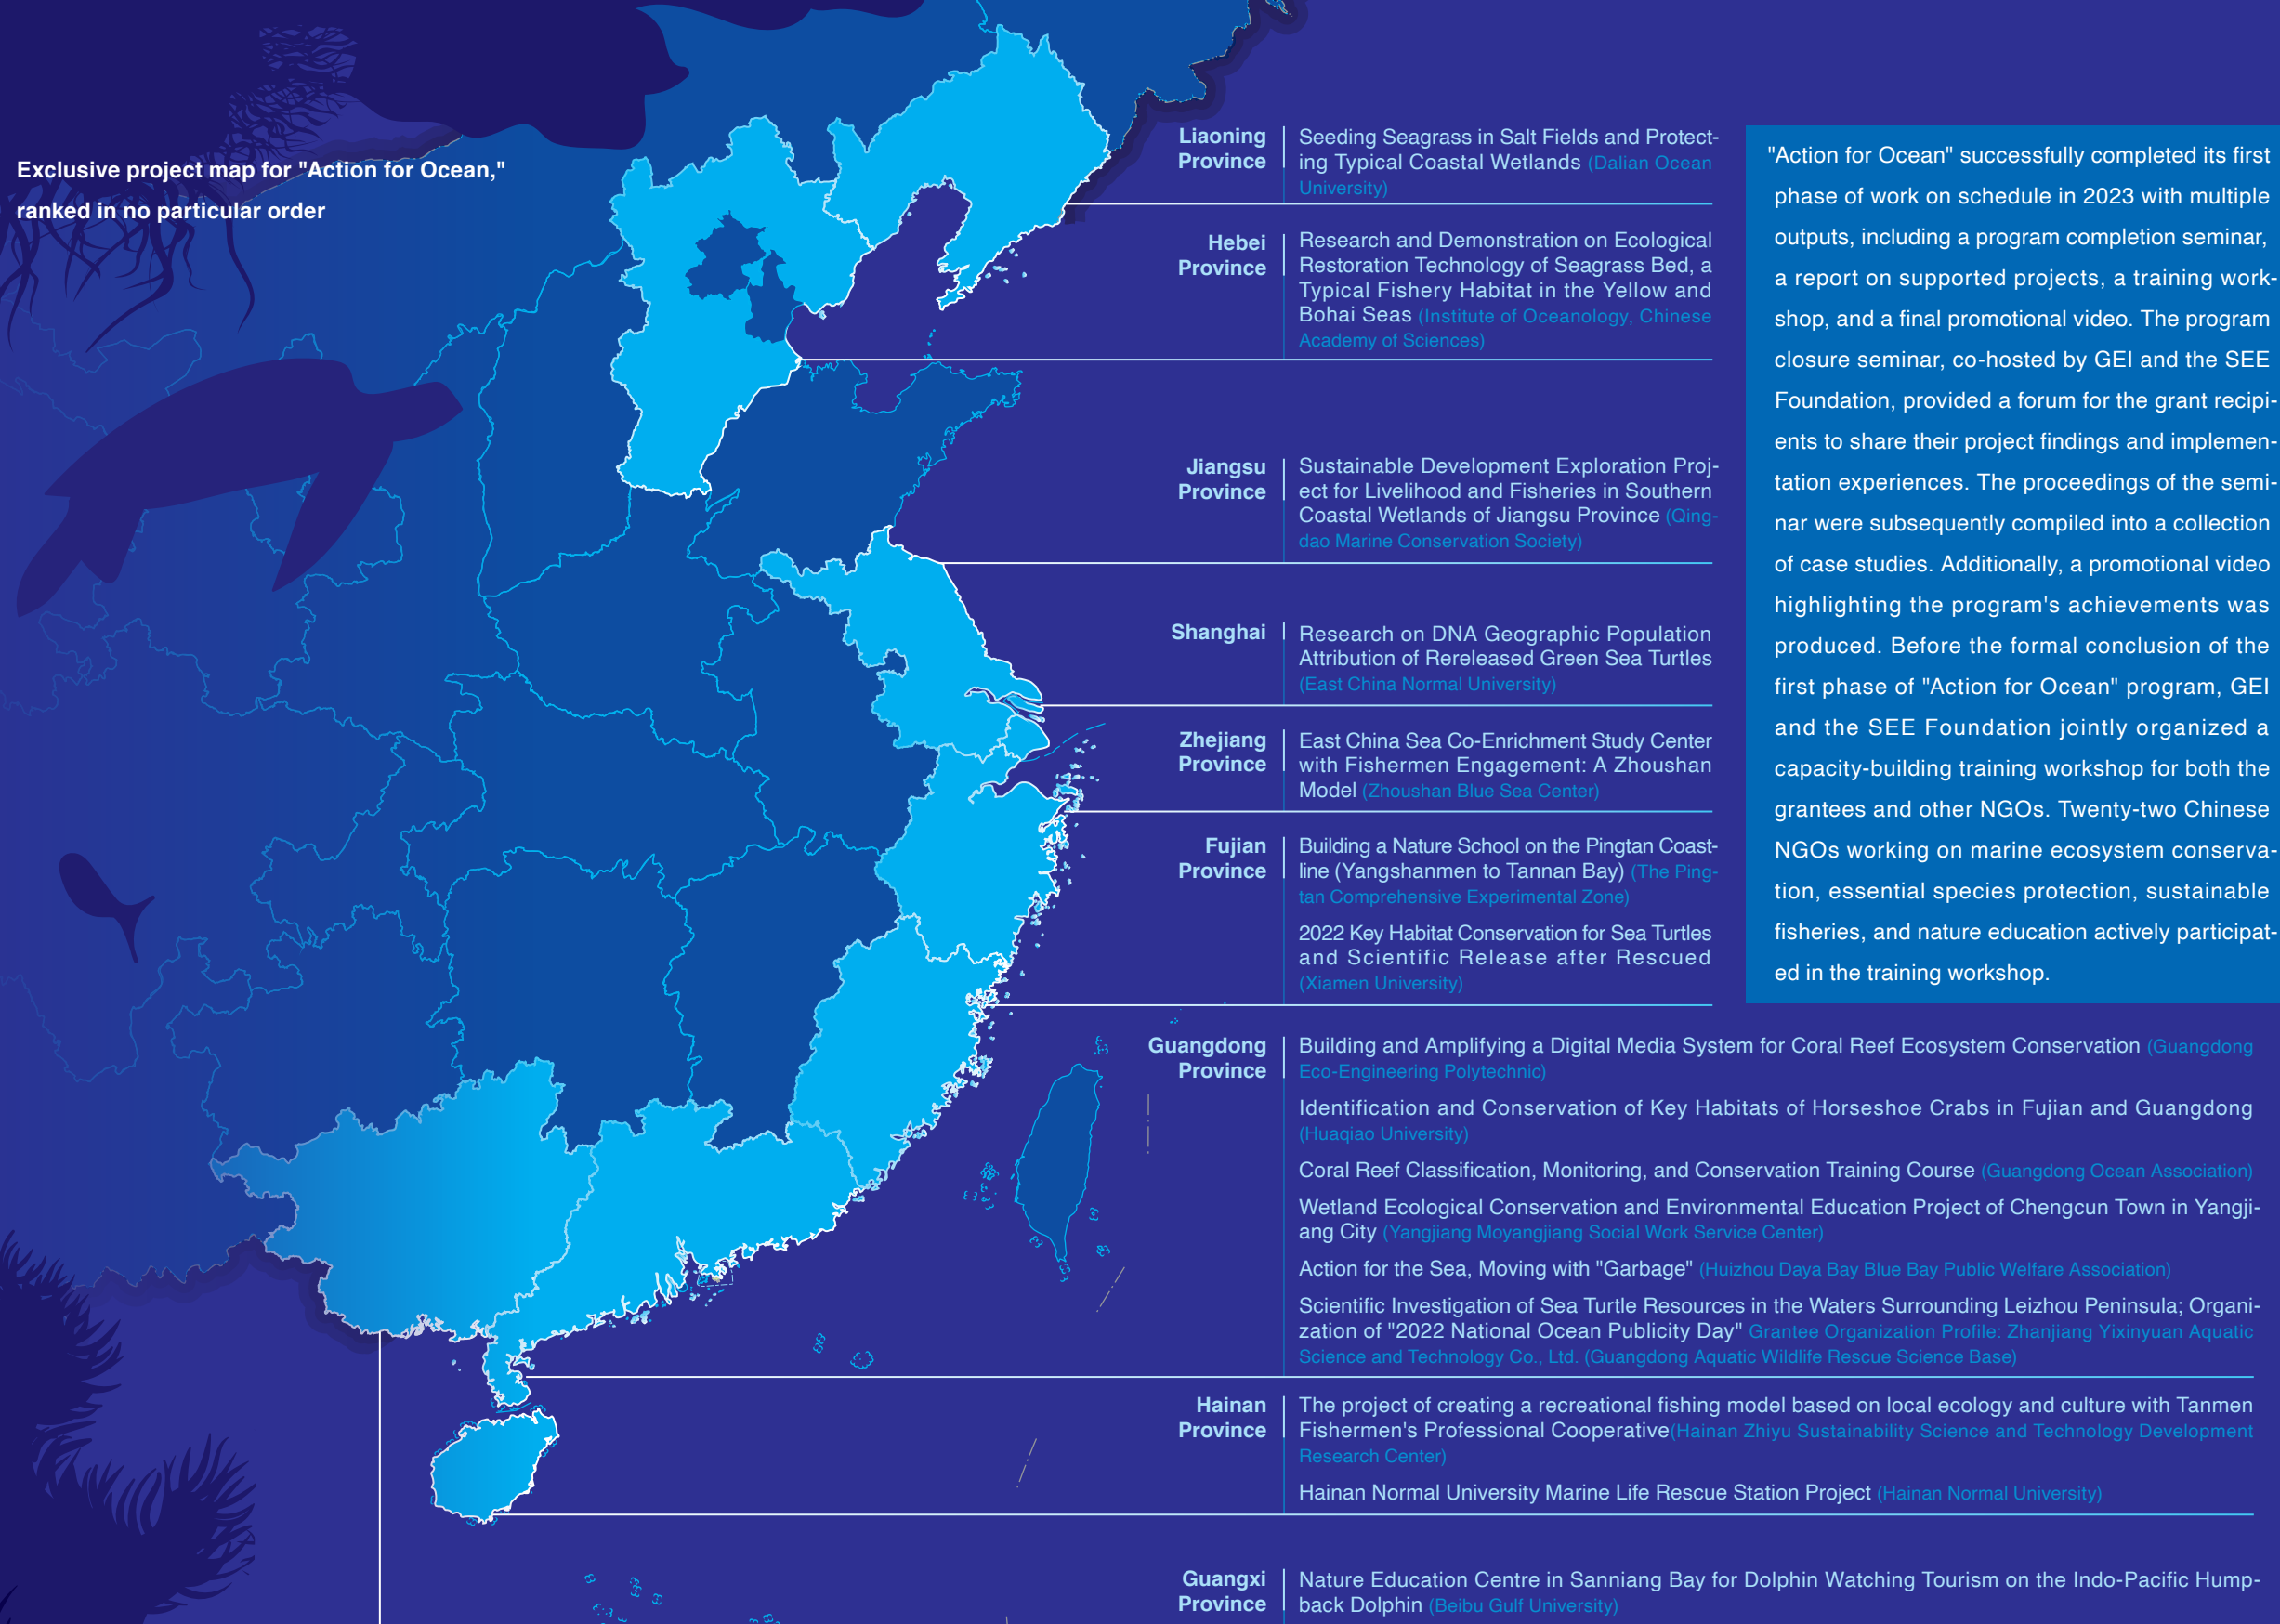 Exclusive project map for "Action for Ocean,"
ranked in no particular order
Liaoning
Province
Seeding Seagrass in Salt Fields and Protect-
ing Typical Coastal Wetlands (Dalian Ocean
University)
Hebei
Province
Research and Demonstration on Ecological
Restoration Technology of Seagrass Bed, a
Typical Fishery Habitat in the Yellow and
Bohai Seas (Institute of Oceanology, Chinese
Academy of Sciences)
Jiangsu
Province
Sustainable Development Exploration Proj-
ect for Livelihood and Fisheries in Southern
Coastal Wetlands of Jiangsu Province (Qing-
dao Marine Conservation Society)
Shanghai
Research on DNA Geographic Population
Attribution of Rereleased Green Sea Turtles
(East China Normal University)
Zhejiang
Province
East China Sea Co-Enrichment Study Center
with Fishermen Engagement: A Zhoushan
Model (Zhoushan Blue Sea Center)
Fujian
Province
Building a Nature School on the Pingtan Coast-
line (Yangshanmen to Tannan Bay) (The Ping-
tan Comprehensive Experimental Zone)
2022 Key Habitat Conservation for Sea Turtles
and Scientific Release after Rescued
(Xiamen University)
Guangdong
Province
Building and Amplifying a Digital Media System for Coral Reef Ecosystem Conservation (Guangdong
Eco-Engineering Polytechnic)
Identification and Conservation of Key Habitats of Horseshoe Crabs in Fujian and Guangdong
(Huaqiao University)
Coral Reef Classification, Monitoring, and Conservation Training Course (Guangdong Ocean Association)
Wetland Ecological Conservation and Environmental Education Project of Chengcun Town in Yangji-
ang City (Yangjiang Moyangjiang Social Work Service Center)
Action for the Sea, Moving with "Garbage" (Huizhou Daya Bay Blue Bay Public Welfare Association)
Scientific Investigation of Sea Turtle Resources in the Waters Surrounding Leizhou Peninsula; Organi-
zation of "2022 National Ocean Publicity Day" Grantee Organization Profile: Zhanjiang Yixinyuan Aquatic
Science and Technology Co., Ltd. (Guangdong Aquatic Wildlife Rescue Science Base)
Hainan
Province
The project of creating a recreational fishing model based on local ecology and culture with Tanmen
Fishermen's Professional Cooperative(Hainan Zhiyu Sustainability Science and Technology Development
Research Center)
Hainan Normal University Marine Life Rescue Station Project (Hainan Normal University)
Guangxi
Province
Nature Education Centre in Sanniang Bay for Dolphin Watching Tourism on the Indo-Pacific Hump-
back Dolphin (Beibu Gulf University)
"Action for Ocean" successfully completed its first
phase of work on schedule in 2023 with multiple
outputs, including a program completion seminar,
a report on supported projects, a training work-
shop, and a final promotional video. The program
closure seminar, co-hosted by GEI and the SEE
Foundation, provided a forum for the grant recipi-
ents to share their project findings and implemen-
tation experiences. The proceedings of the semi-
nar were subsequently compiled into a collection
of case studies. Additionally, a promotional video
highlighting the program's achievements was
produced. Before the formal conclusion of the
first phase of "Action for Ocean" program, GEI
and the SEE Foundation jointly organized a
capacity-building training workshop for both the
grantees and other NGOs. Twenty-two Chinese
NGOs working on marine ecosystem conserva-
tion, essential species protection, sustainable
fisheries, and nature education actively participat-
ed in the training workshop.